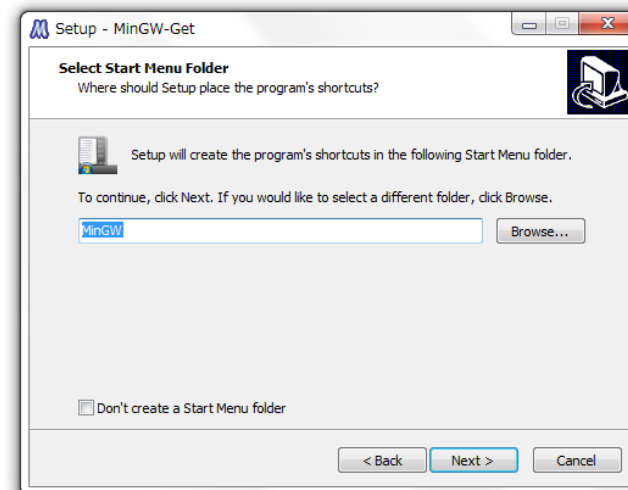 Setup - MinGW-Get
Select Start Menu Folder
Where should Setup place the program's shortcuts?
Setup will create the program's shortcuts in the following Start Menu folder.
To continue, click Next. If you would like to select a different folder, click Browse.
MinGW
Browse...
Don't create a Start Menu folder
< Back
Next >
Cancel